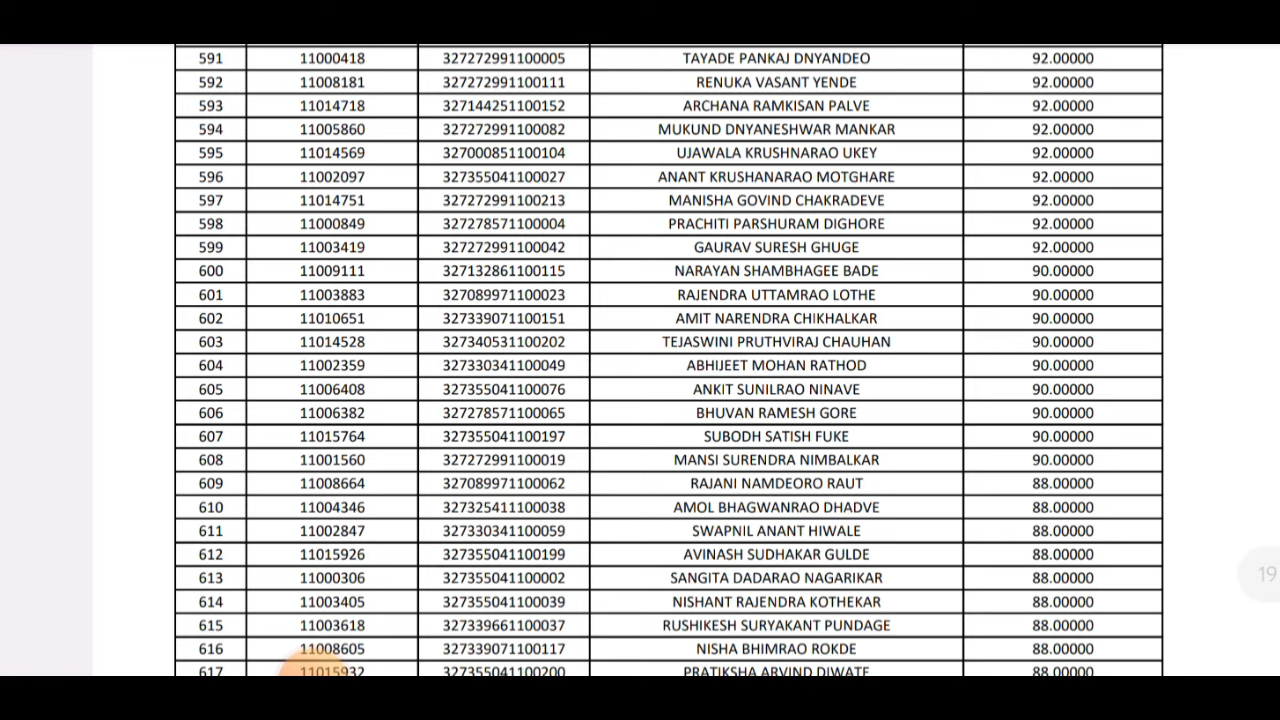 591 11000418 327272991100005 TAYADE PANKAJ DNYANDEO 92.00000
592 11008181 327272991100111 RENUKA VASANT YENDE 92.00000
593 11014718 327144251100152 ARCHANA RAMKISAN PALVE 92.00000
594 11005860 327272991100082 MUKUND DNYANESHWAR MANKAR 92.00000
595 11014569 327000851100104 UJAWALA KRUSHNARAO UKEY 92.00000
596 11002097 327355041100027 ANANT KRUSHANARAO MOTGHARE 92.00000
597 11014751 327272991100213 MANISHA GOVIND CHAKRADEVE 92.00000
598 11000849 327278571100004 PRACHITI PARSHURAM DIGHORE 92.00000
599 11003419 327272991100042 GAURAV SURESH GHUGE 92.00000
600 11009111 327132861100115 NARAYAN SHAMBHAGEE BADE 90.00000
601 11003883 327089971100023 RAJENDRA UTTAMRAO LOTHE 90.00000
602 11010651 327339071100151 AMIT NARENDRA CHIKHALKAR 90.00000
603 11014528 327340531100202 TEJASWINI PRUTHVIRAJ CHAUHAN 90.00000
604 11002359 327330341100049 ABHIJEET MOHAN RATHOD 90.00000
605 11006408 327355041100076 ANKIT SUNILRAO NINAVE 90.00000
606 11006382 327278571100065 BHUVAN RAMESH GORE 90.00000
607 11015764 327355041100197 SUBODH SATISH FUKE 90.00000
608 11001560 327272991100019 MANSI SURENDRA NIMBALKAR 90.00000
609 11008664 327089971100062 RAJANI NAMDEORO RAUT 88.00000
610 11004346 327325411100038 AMOL BHAGWANRAO DHADVE 88.00000
611 11002847 327330341100059 SWAPNIL ANANT HIWALE 88.00000
612 11015926 327355041100199 AVINASH SUDHAKAR GULDE 88.00000
613 11000306 327355041100002 SANGITA DADARAO NAGARIKAR 88.00000
614 11003405 327355041100039 NISHANT RAJENDRA KOTHEKAR 88.00000
615 11003618 327339661100037 RUSHIKESH SURYAKANT PUNDAGE 88.00000
616 11008605 327339071100117 NISHA BHIMRAO ROKDE 88.00000
617 11015932 327355041100200 PRATIKSHA ARVIND DIWATE 88.00000
19